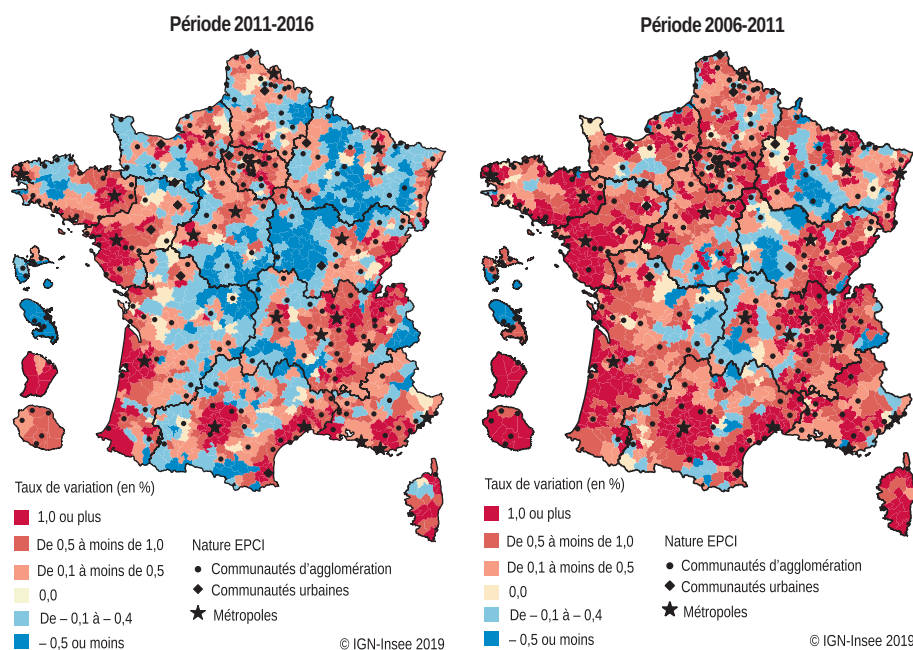 Période 2011-2016
Taux de variation (en %)
1,0 ou plus
De 0,5 à moins de 1,0
De 0,1 à moins de 0,5
0,0
De – 0,1 à – 0,4
– 0,5 ou moins
Nature EPCI
Communautés d’agglomération
Communautés urbaines
Métropoles
© IGN-Insee 2019
Période 2006-2011
Taux de variation (en %)
1,0 ou plus
De 0,5 à moins de 1,0
De 0,1 à moins de 0,5
0,0
De – 0,1 à – 0,4
– 0,5 ou moins
Nature EPCI
Communautés d’agglomération
Communautés urbaines
Métropoles
© IGN-Insee 2019